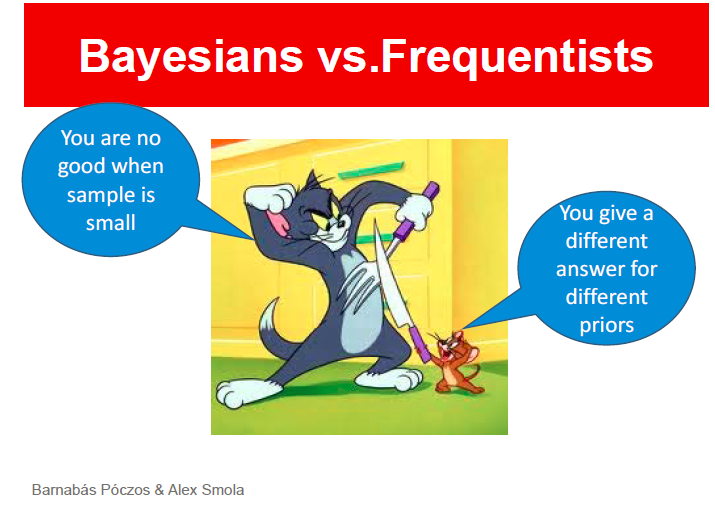 Bayesians vs.Frequentists
You are no
good when
sample is
small
You give a
different
answer for
different
priors
Barnabás Póczos & Alex Smola